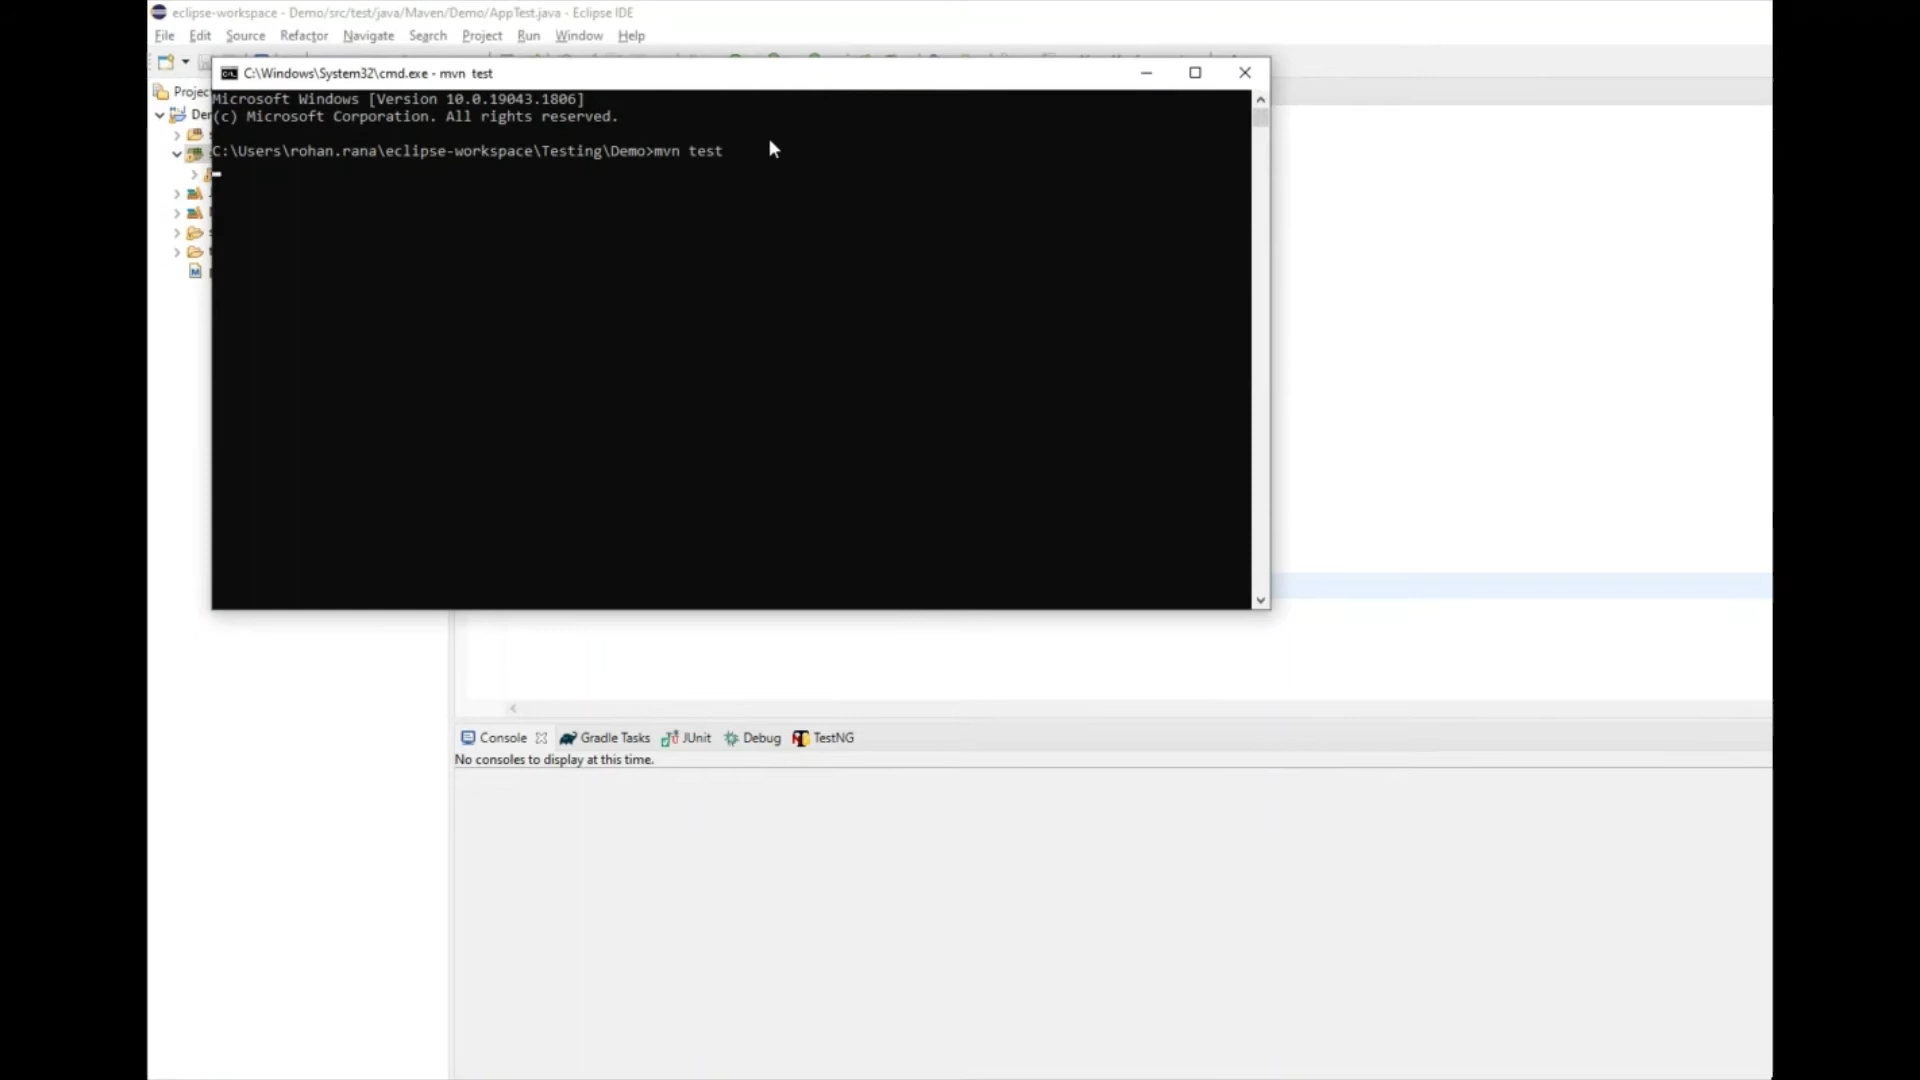 eclipse-workspace - Demo/src/test/java/Maven/Demo/AppTest.java - Eclipse IDE
File Edit Source Refactor Navigate Search Project Run Window Help
C:\Windows\System32\cmd.exe - mvn test
Microsoft Windows [Version 10.0.19043.1806]
(c) Microsoft Corporation. All rights reserved.
C:\Users\rohan.rana\eclipse-workspace\Testing\Demo>mvn test
Console Gradle Tasks JUnit Debug TestNG
No consoles to display at this time.